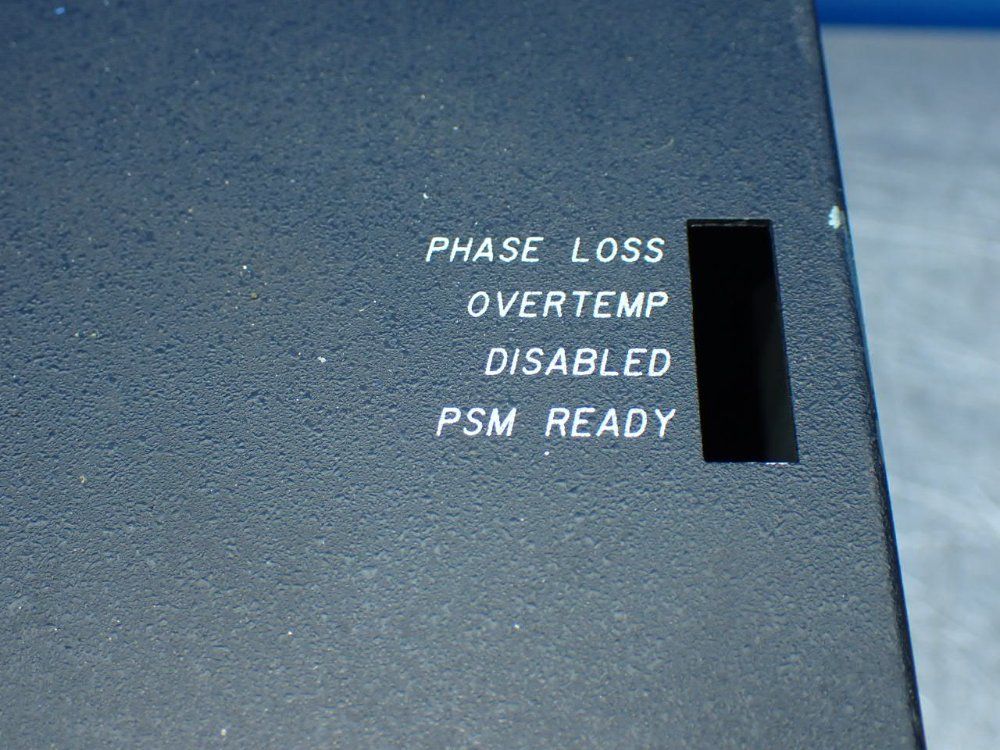 PHASE LOSS
OVERTEMP
DISABLED
PSM READY